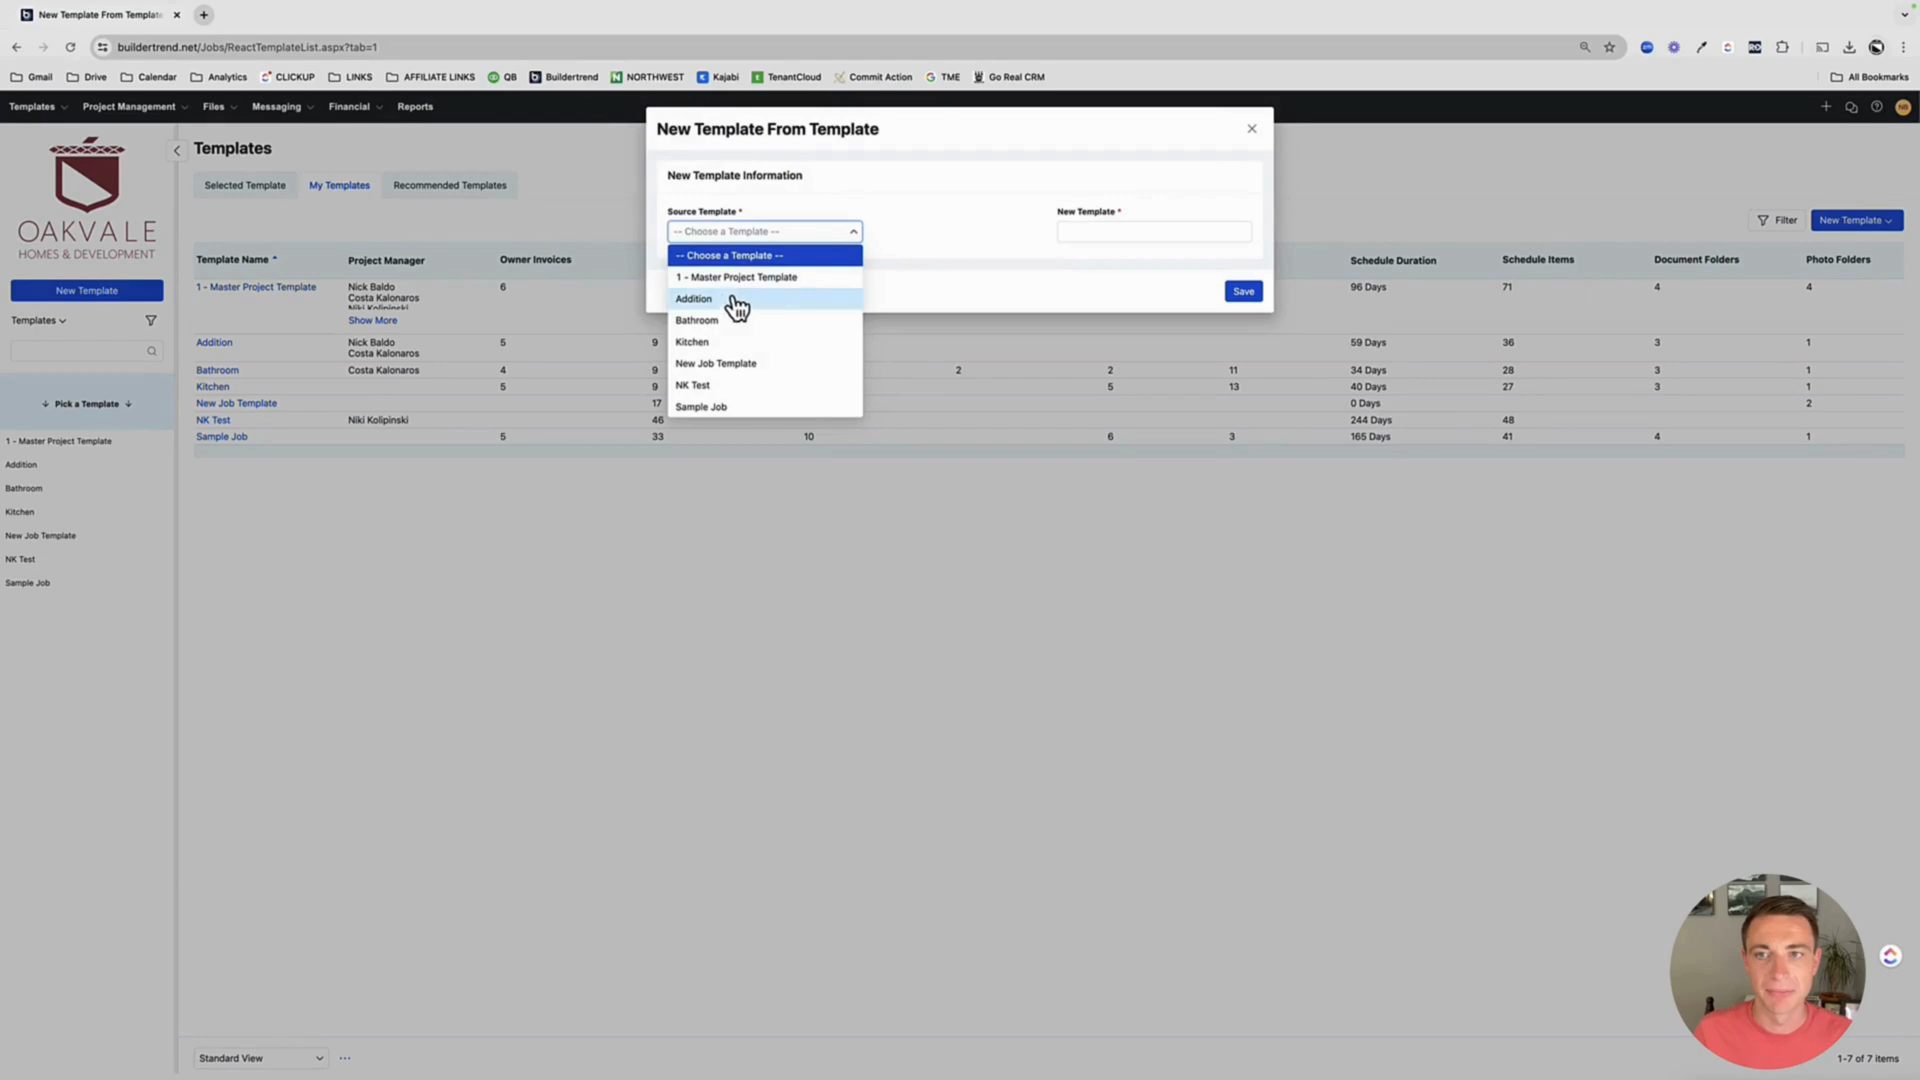 New Template From Template
buildertrend.net/Jobs/ReactTemplateList.aspx?tab=1
Gmail Drive Calendar Analytics CLICKUP LINKS AFFILIATE LINKS QB Buildertrend NORTHWEST Kajabi TenantCloud Commit Action TME Go Real CRM All Bookmarks
Templates Project Management Files Messaging Financial Reports
OAKVALE
HOMES & DEVELOPMENT
New Template
Templates
Pick a Template
1 - Master Project Template
Addition
Bathroom
Kitchen
New Job Template
NK Test
Sample Job
Templates
Selected Template My Templates Recommended Templates
Filter New Template
Template Name Project Manager Owner Invoices Schedule Duration Schedule Items Document Folders Photo Folders
1 - Master Project Template Nick Baldo 6 96 Days 71 4 4
Costa Kalonaros
Niki Kolipinski
Show More
Addition Nick Baldo 5 9 59 Days 36 3 1
Costa Kalonaros
Bathroom Costa Kalonaros 4 9 2 2 11 34 Days 28 3 1
Kitchen 5 9 5 13 40 Days 27 3 1
New Job Template 17 0 Days 2
NK Test Niki Kolipinski 46 244 Days 48
Sample Job 5 33 10 6 3 165 Days 41 4 1
New Template From Template
New Template Information
Source Template *
New Template *
-- Choose a Template --
-- Choose a Template --
1 - Master Project Template
Addition
Bathroom
Kitchen
New Job Template
NK Test
Sample Job
Save
Standard View
1-7 of 7 items